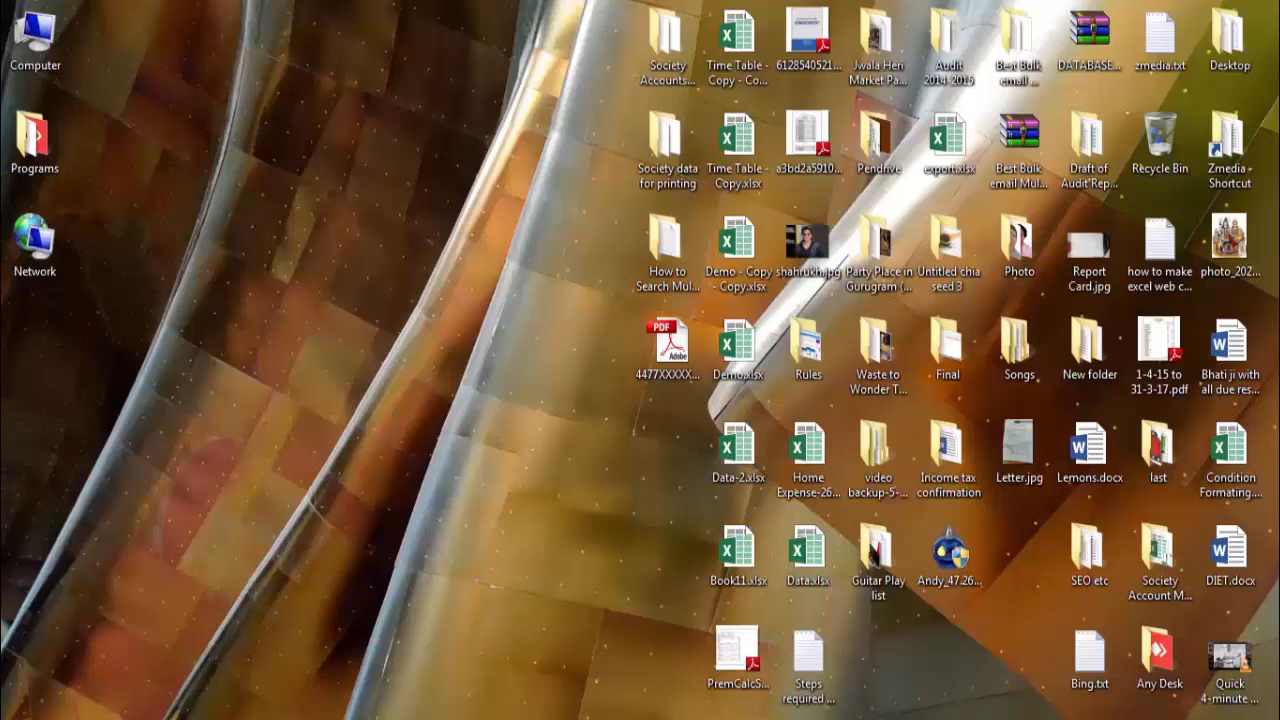 Computer
Programs
Network
Society
Accounts...
Time Table -
Copy - Co...
6128540521...
Jwala Heri
Market Pa...
Audit
2014-2015
Best Bulk
email ...
DATABASE...
zmedia.txt
Desktop
Society data
for printing
Time Table -
Copy.xlsx
a3bd2a5910...
Pendrive
export.xlsx
Best Bulk
email Mul...
Draft of
Audit Rep...
Recycle Bin
Zmedia -
Shortcut
How to
Search Mul...
Demo - Copy
- Copy.xlsx
shahrukh.jpg
Party Place in
Gurugram (...
Untitled chia
seed 3
Photo
Report
Card.jpg
how to make
excel web c...
photo_202...
PDF
Adobe
4477XXXXX...
Demo.xlsx
Rules
Waste to
Wonder T...
Final
Songs
New folder
1-4-15 to
31-3-17.pdf
Bhati ji with
all due res...
Data-2.xlsx
Home
Expense-26...
video
backup-5-...
Income tax
confirmation
Letter.jpg
Lemons.docx
last
Condition
Formating....
Book11.xlsx
Data.xlsx
Guitar Play
list
Andy_47.26...
SEO etc
Society
Account M...
DIET.docx
PremCalcS...
Steps
required ...
Bing.txt
Any Desk
Quick
4-minute ...